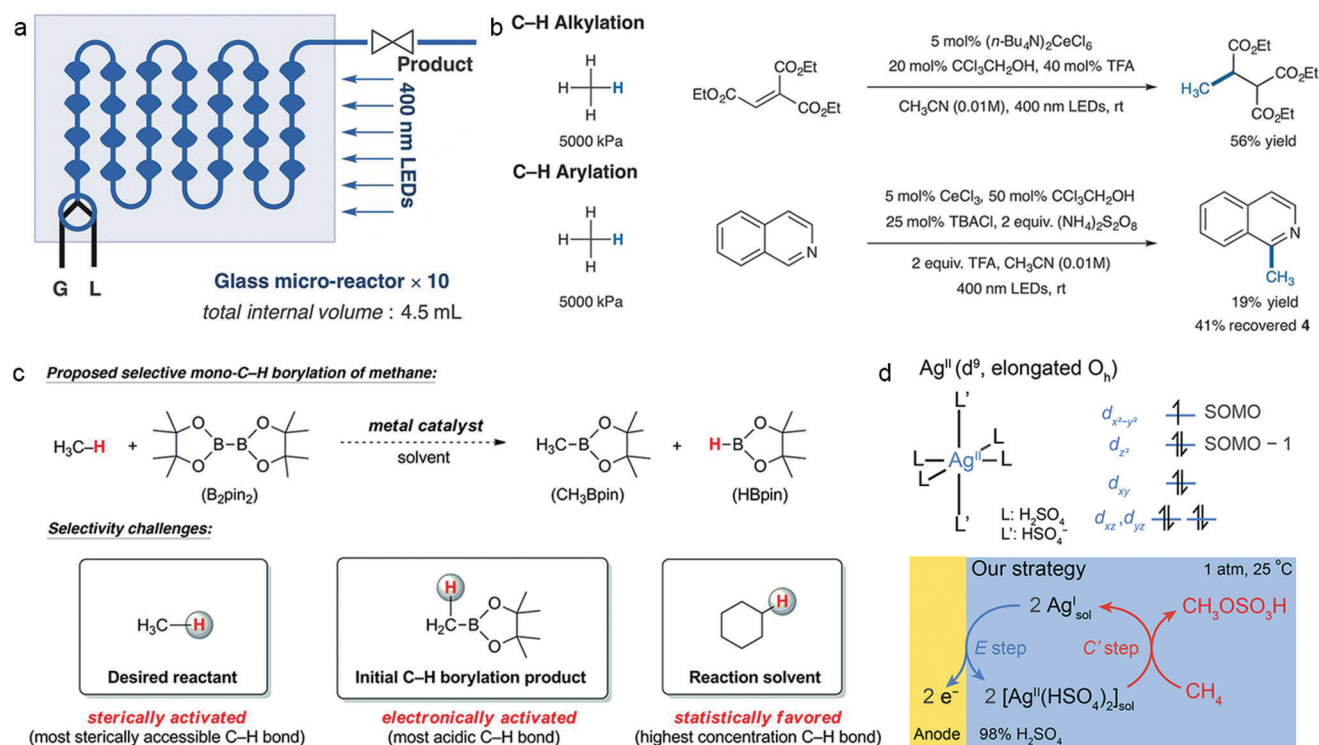 a
Product
400 nm LEDs
G L
Glass micro-reactor × 10
total internal volume : 4.5 mL
b
C–H Alkylation
H
H H
H
5000 kPa
CO₂Et
EtO₂C
CO₂Et
5 mol% (n-Bu₄N)₂CeCl₆
20 mol% CCl₃CH₂OH, 40 mol% TFA
CH₃CN (0.01M), 400 nm LEDs, rt
CO₂Et
CO₂Et
H₃C
CO₂Et
56% yield
C–H Arylation
H
H H
H
5000 kPa
N
5 mol% CeCl₃, 50 mol% CCl₃CH₂OH
25 mol% TBACl, 2 equiv. (NH₄)₂S₂O₈
2 equiv. TFA, CH₃CN (0.01M)
400 nm LEDs, rt
N
CH₃
19% yield
41% recovered 4
c
Proposed selective mono-C–H borylation of methane:
H₃C–H
+
O O
B–B
O O
(B₂pin₂)
metal catalyst
solvent
O
H₃C–B
O
(CH₃Bpin)
+
O
H–B
O
(HBpin)
Selectivity challenges:
H₃C H
Desired reactant
sterically activated
(most sterically accessible C–H bond)
H
O
H₂C–B
O
Initial C–H borylation product
electronically activated
(most acidic C–H bond)
H
Reaction solvent
statistically favored
(highest concentration C–H bond)
d
Agᴵᴵ (d⁹, elongated Oₕ)
L'
L L
Agᴵᴵ
L L
L'
L: H₂SO₄
L': HSO₄⁻
dx²−y² SOMO
dz² SOMO − 1
dxy
dxz, dyz
Our strategy
1 atm, 25 °C
2 Agᴵsol
CH₃OSO₃H
E step
C' step
2 e⁻
2 [Agᴵᴵ(HSO₄)₂]sol
CH₄
Anode
98% H₂SO₄